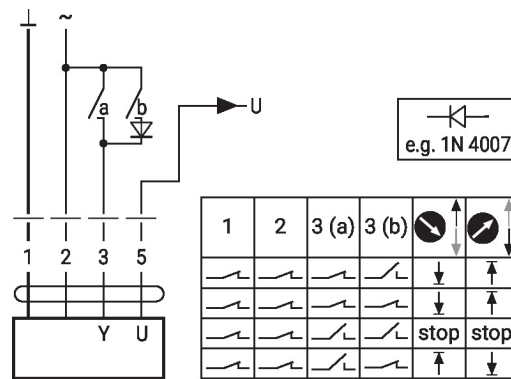 ⊥ ~
a b
U
e.g. 1N 4007
1 2 3 5
Y U
1 2 3 (a) 3 (b)
stop stop